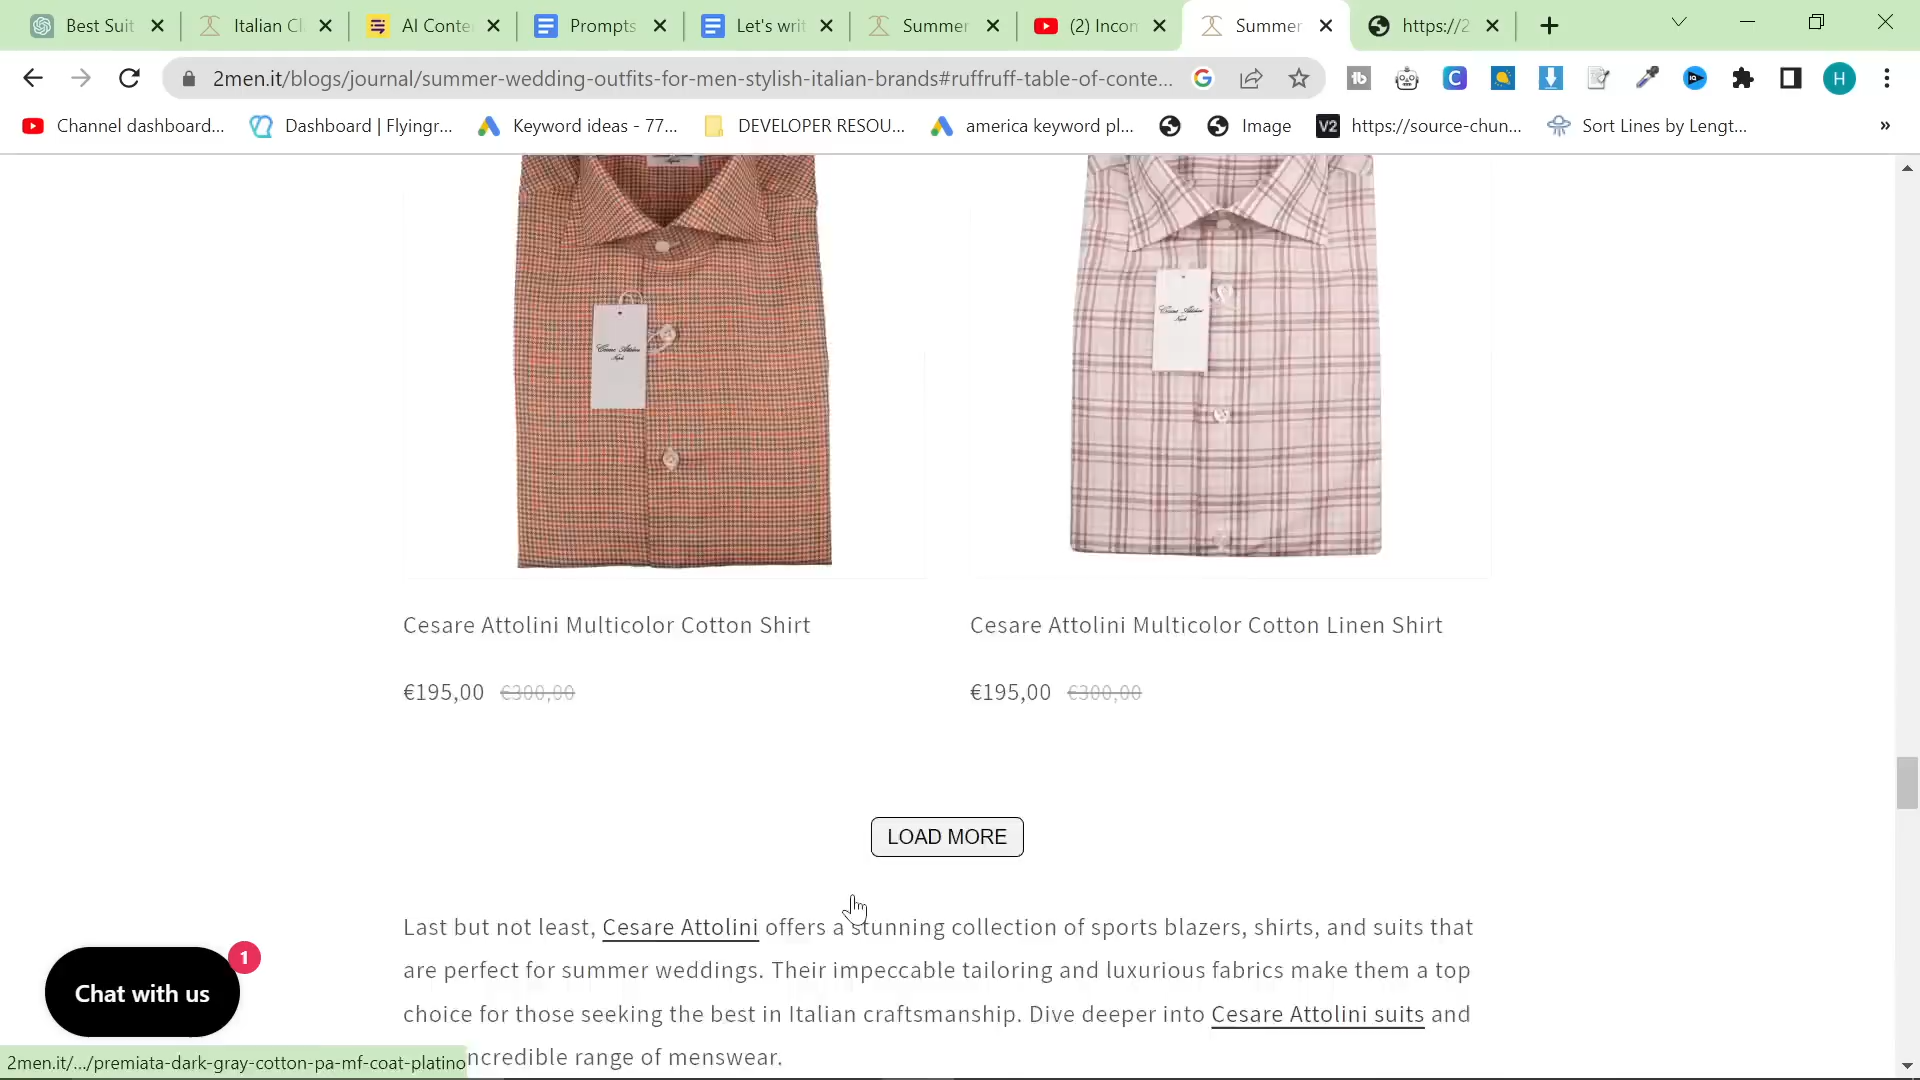 Best Suit
Italian Cl
AI Conte
Prompts
Let's writ
Summer
(2) Incom
Summer
https://2
2men.it/blogs/journal/summer-wedding-outfits-for-men-stylish-italian-brands#ruffruff-table-of-conte...
H
Channel dashboard...
Dashboard | Flyingr...
Keyword ideas - 77...
DEVELOPER RESOU...
america keyword pl...
Image
https://source-chun...
Sort Lines by Lengt...
»
Cesare Attolini Multicolor Cotton Shirt
€195,00 €300,00
Cesare Attolini Multicolor Cotton Linen Shirt
€195,00 €300,00
LOAD MORE
Last but not least, Cesare Attolini offers a stunning collection of sports blazers, shirts, and suits that
are perfect for summer weddings. Their impeccable tailoring and luxurious fabrics make them a top
choice for those seeking the best in Italian craftsmanship. Dive deeper into Cesare Attolini suits and
ncredible range of menswear.
Chat with us
1
2men.it/.../premiata-dark-gray-cotton-pa-mf-coat-platino